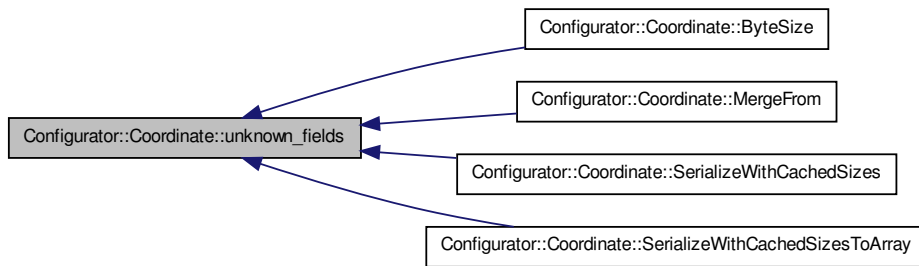 Configurator::Coordinate::ByteSize
Configurator::Coordinate::MergeFrom
Configurator::Coordinate::unknown_fields
Configurator::Coordinate::SerializeWithCachedSizes
Configurator::Coordinate::SerializeWithCachedSizesToArray